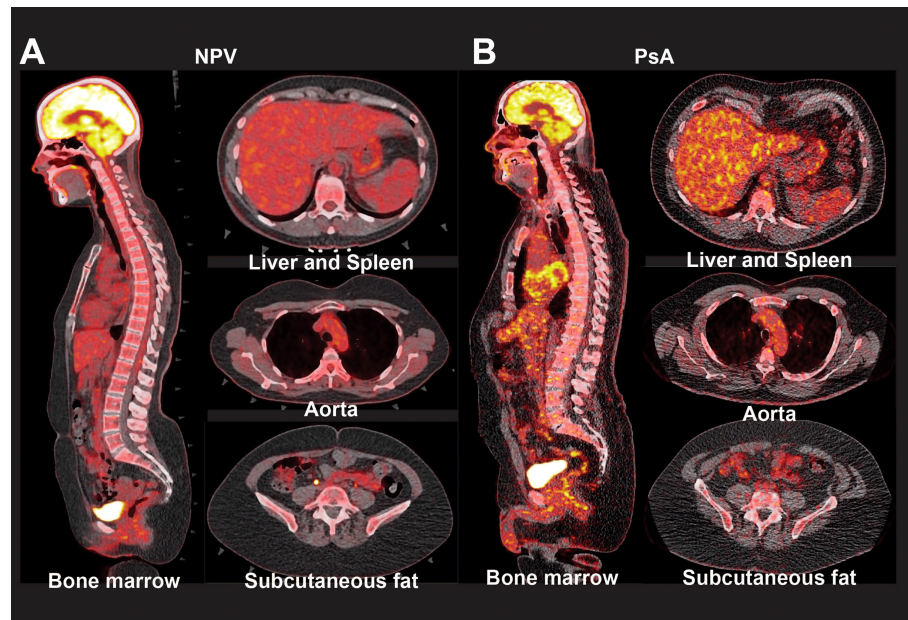 A
NPV
B
PsA
Liver and Spleen
Liver and Spleen
Aorta
Aorta
Bone marrow
Subcutaneous fat
Bone marrow
Subcutaneous fat